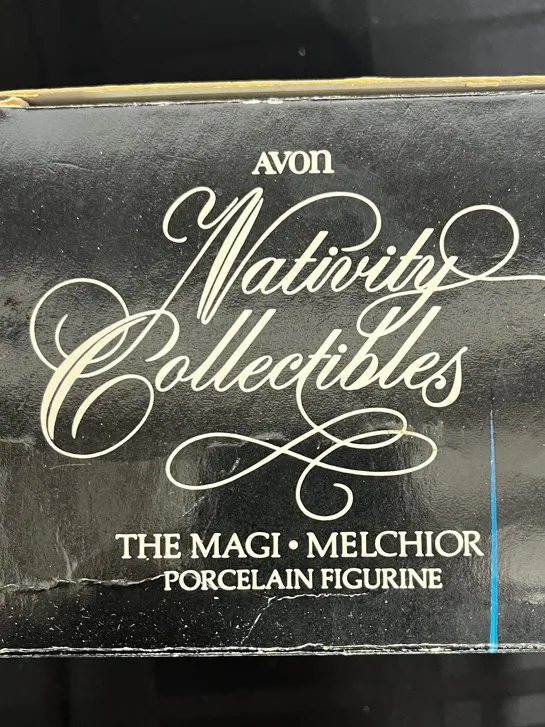 AVON
Nativity
Collectibles
THE MAGI • MELCHIOR
PORCELAIN FIGURINE